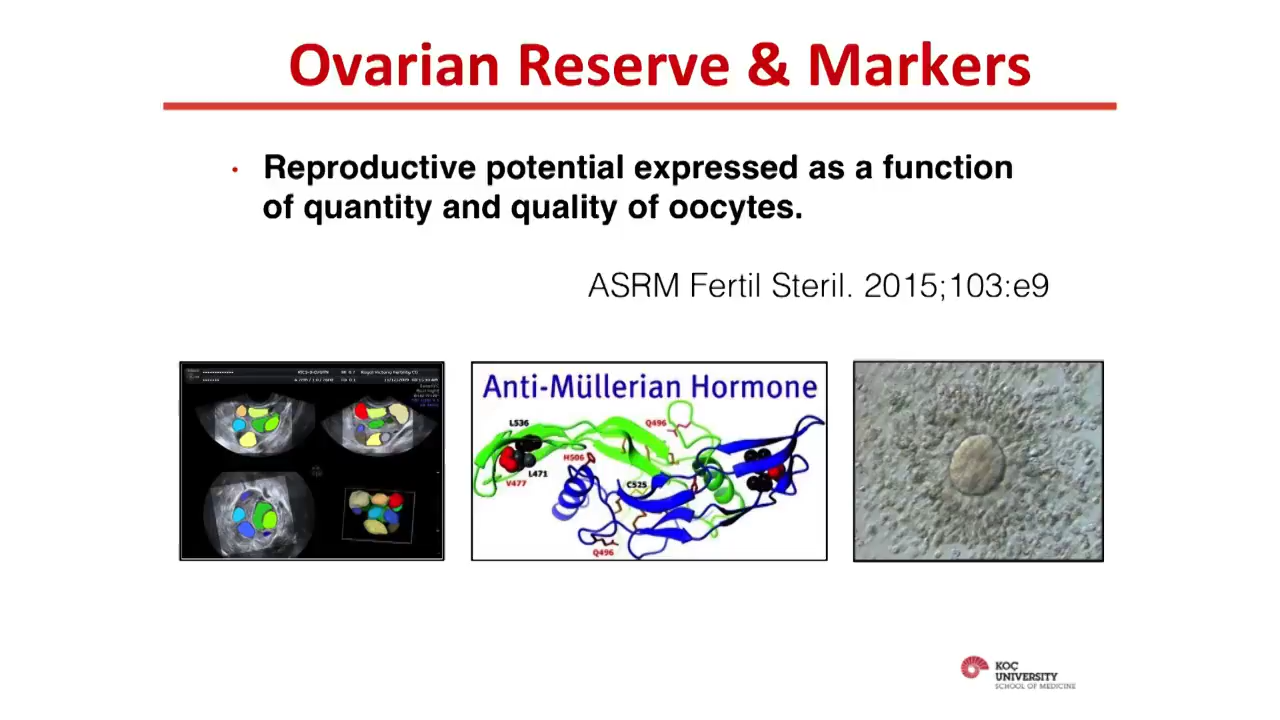 Ovarian Reserve & Markers
• Reproductive potential expressed as a function
of quantity and quality of oocytes.
ASRM Fertil Steril. 2015;103:e9
Anti-Müllerian Hormone
L536
Q496
H506
L471
V477
C525
Q496
KOÇ
UNIVERSITY
SCHOOL OF MEDICINE